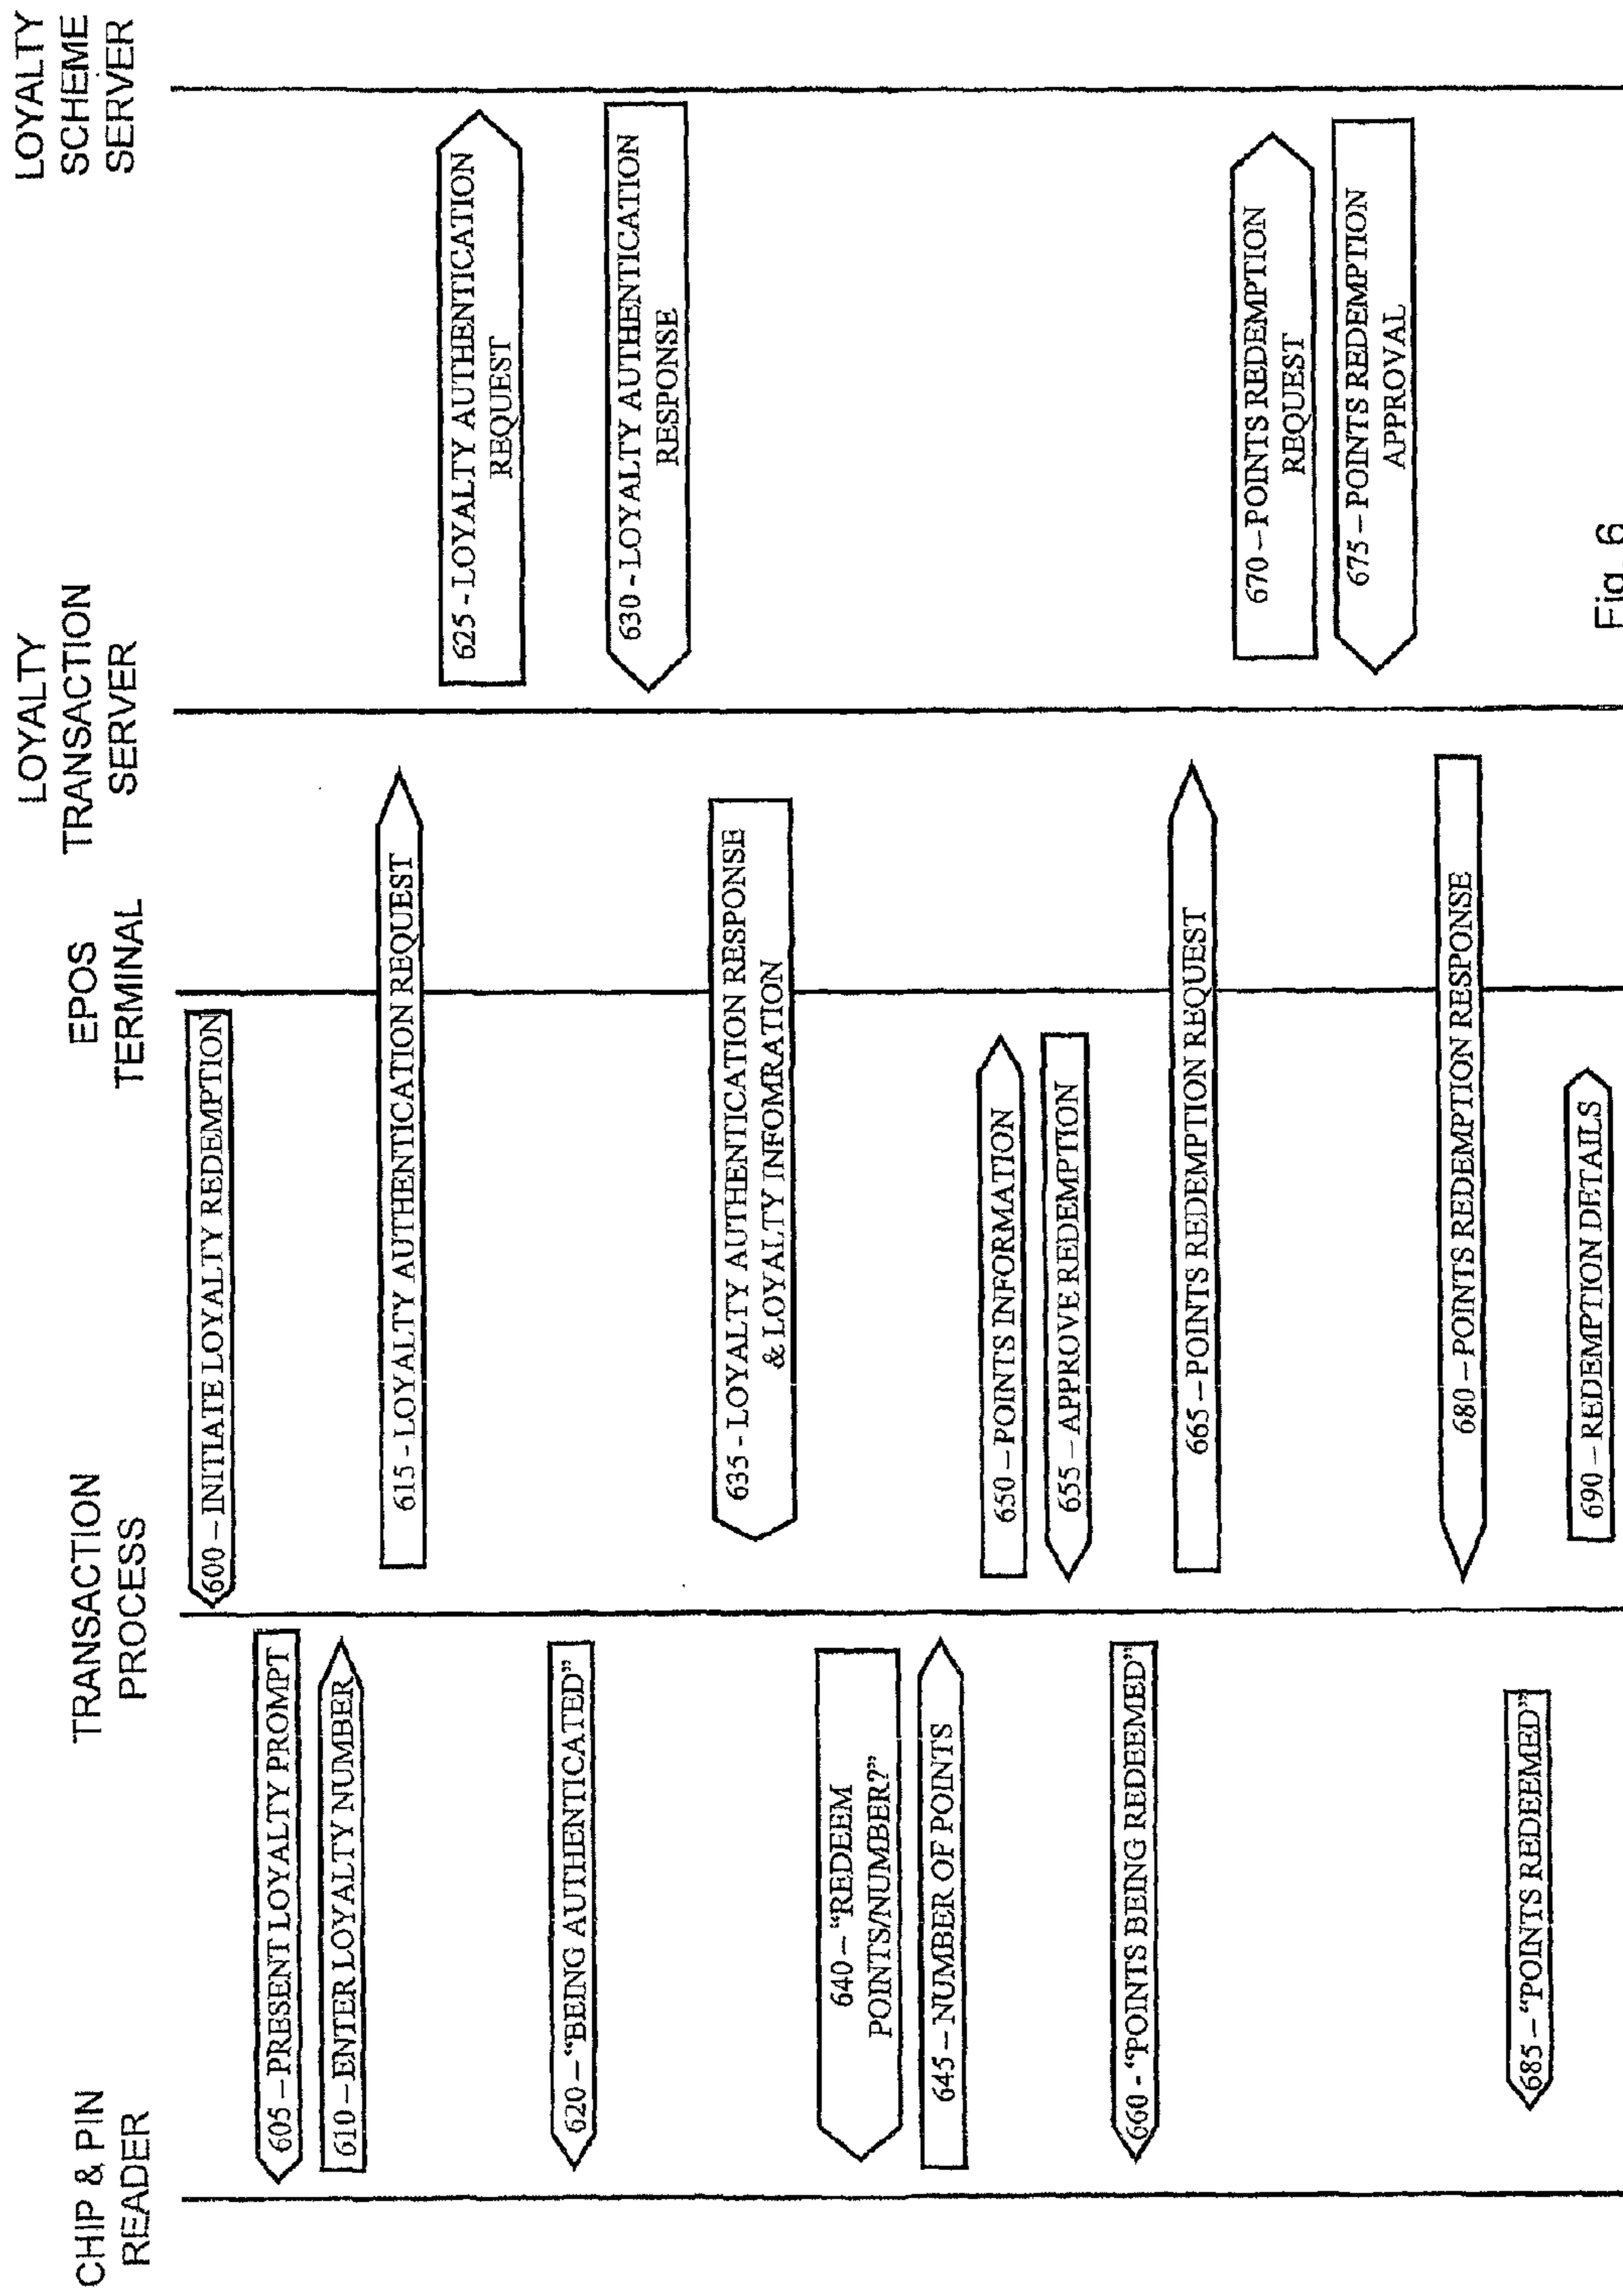 CHIP & PIN
READER
TRANSACTION
PROCESS
EPOS
TERMINAL
LOYALTY
TRANSACTION
SERVER
LOYALTY
SCHEME
SERVER
600 – INITIATE LOYALTY REDEMPTION
605 – PRESENT LOYALTY PROMPT
610 – ENTER LOYALTY NUMBER
615 - LOYALTY AUTHENTICATION REQUEST
625 - LOYALTY AUTHENTICATION
REQUEST
620 – “BEING AUTHENTICATED”
630 - LOYALTY AUTHENTICATION
RESPONSE
635 - LOYALTY AUTHENTICATION RESPONSE
& LOYALTY INFOMRATION
640 – “REDEEM
POINTS/NUMBER?”
645 – NUMBER OF POINTS
650 – POINTS INFORMATION
655 – APPROVE REDEMPTION
660 - “POINTS BEING REDEEMED”
665 – POINTS REDEMPTION REQUEST
670 – POINTS REDEMPTION
REQUEST
675 – POINTS REDEMPTION
APPROVAL
680 – POINTS REDEMPTION RESPONSE
685 – “POINTS REDEEMED”
690 – REDEMPTION DETAILS
Fig. 6